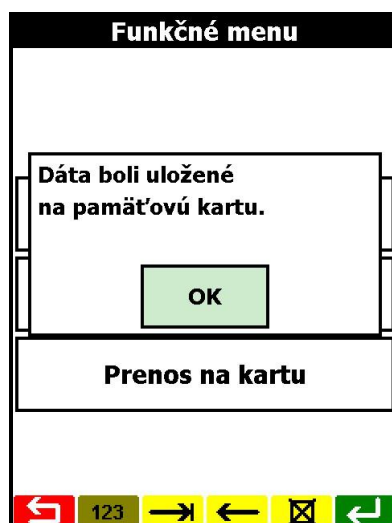 Funkčné menu
Dáta boli uložené
na pamäťovú kartu.
OK
Prenos na kartu
123